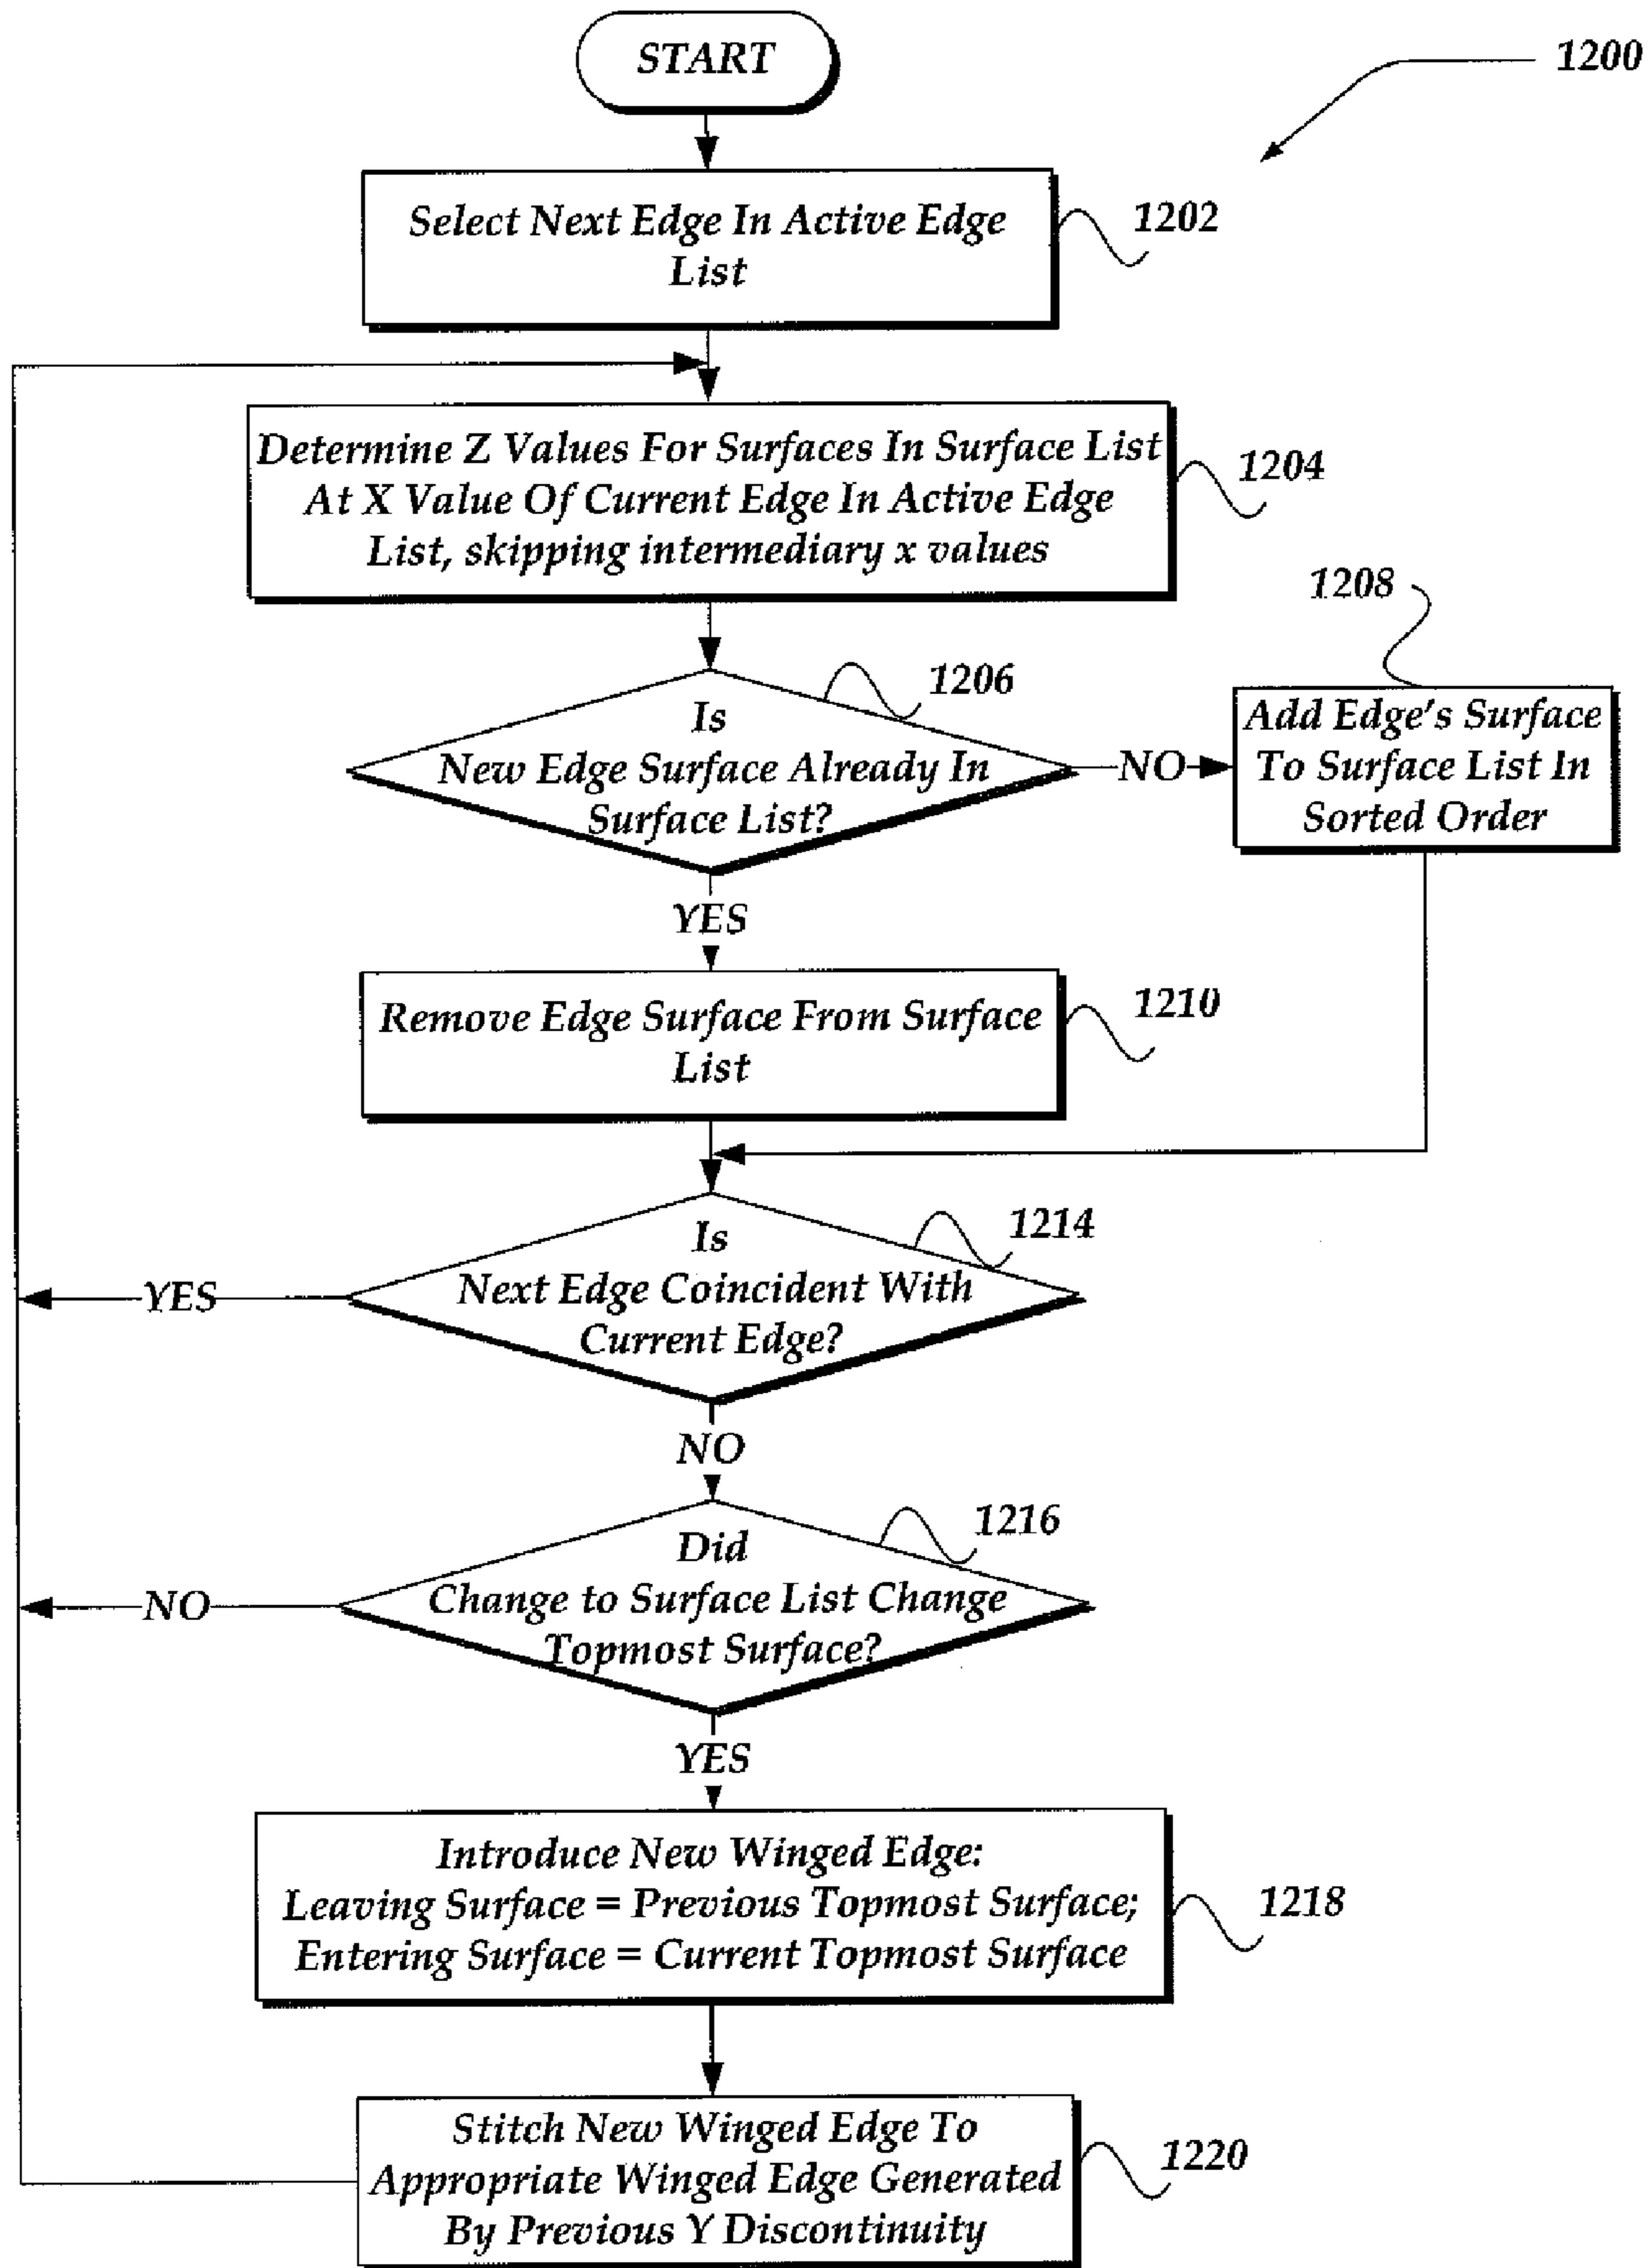 START
1200
Select Next Edge In Active Edge
List
1202
Determine Z Values For Surfaces In Surface List
At X Value Of Current Edge In Active Edge
List, skipping intermediary x values
1204
1208
Is
New Edge Surface Already In
Surface List?
1206
NO
Add Edge's Surface
To Surface List In
Sorted Order
YES
Remove Edge Surface From Surface
List
1210
Is
Next Edge Coincident With
Current Edge?
1214
YES
NO
Did
Change to Surface List Change
Topmost Surface?
1216
NO
YES
Introduce New Winged Edge:
Leaving Surface = Previous Topmost Surface;
Entering Surface = Current Topmost Surface
1218
Stitch New Winged Edge To
Appropriate Winged Edge Generated
By Previous Y Discontinuity
1220